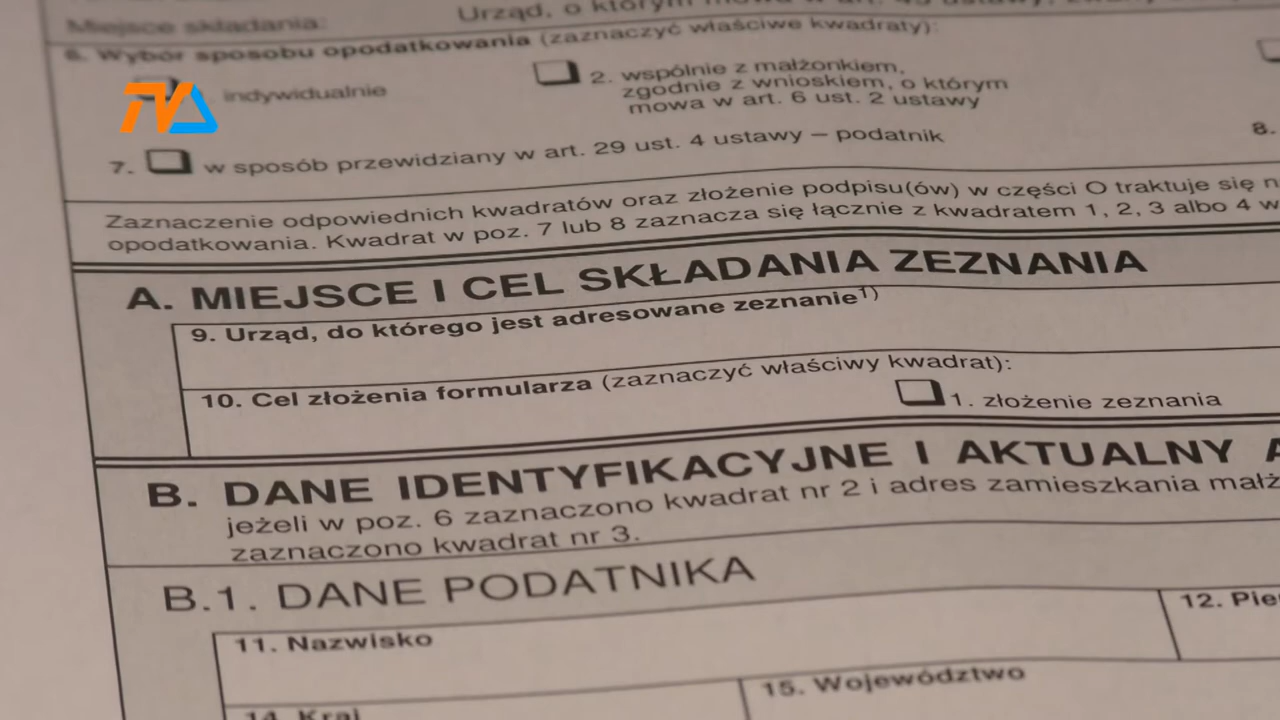 Miejsce składania:
Urząd, o którym mowa w art. 45 ustawy, zwany
6. Wybór sposobu opodatkowania (zaznaczyć właściwe kwadraty):
indywidualnie
2. wspólnie z małżonkiem,
zgodnie z wnioskiem, o którym
mowa w art. 6 ust. 2 ustawy
7. w sposób przewidziany w art. 29 ust. 4 ustawy – podatnik
8.
Zaznaczenie odpowiednich kwadratów oraz złożenie podpisu(ów) w części O traktuje się n
opodatkowania. Kwadrat w poz. 7 lub 8 zaznacza się łącznie z kwadratem 1, 2, 3 albo 4 w
A. MIEJSCE I CEL SKŁADANIA ZEZNANIA
9. Urząd, do którego jest adresowane zeznanie1)
10. Cel złożenia formularza (zaznaczyć właściwy kwadrat):
1. złożenie zeznania
B. DANE IDENTYFIKACYJNE I AKTUALNY A
jeżeli w poz. 6 zaznaczono kwadrat nr 2 i adres zamieszkania małż
zaznaczono kwadrat nr 3.
B.1. DANE PODATNIKA
11. Nazwisko
12. Pie
14. Kraj
15. Województwo